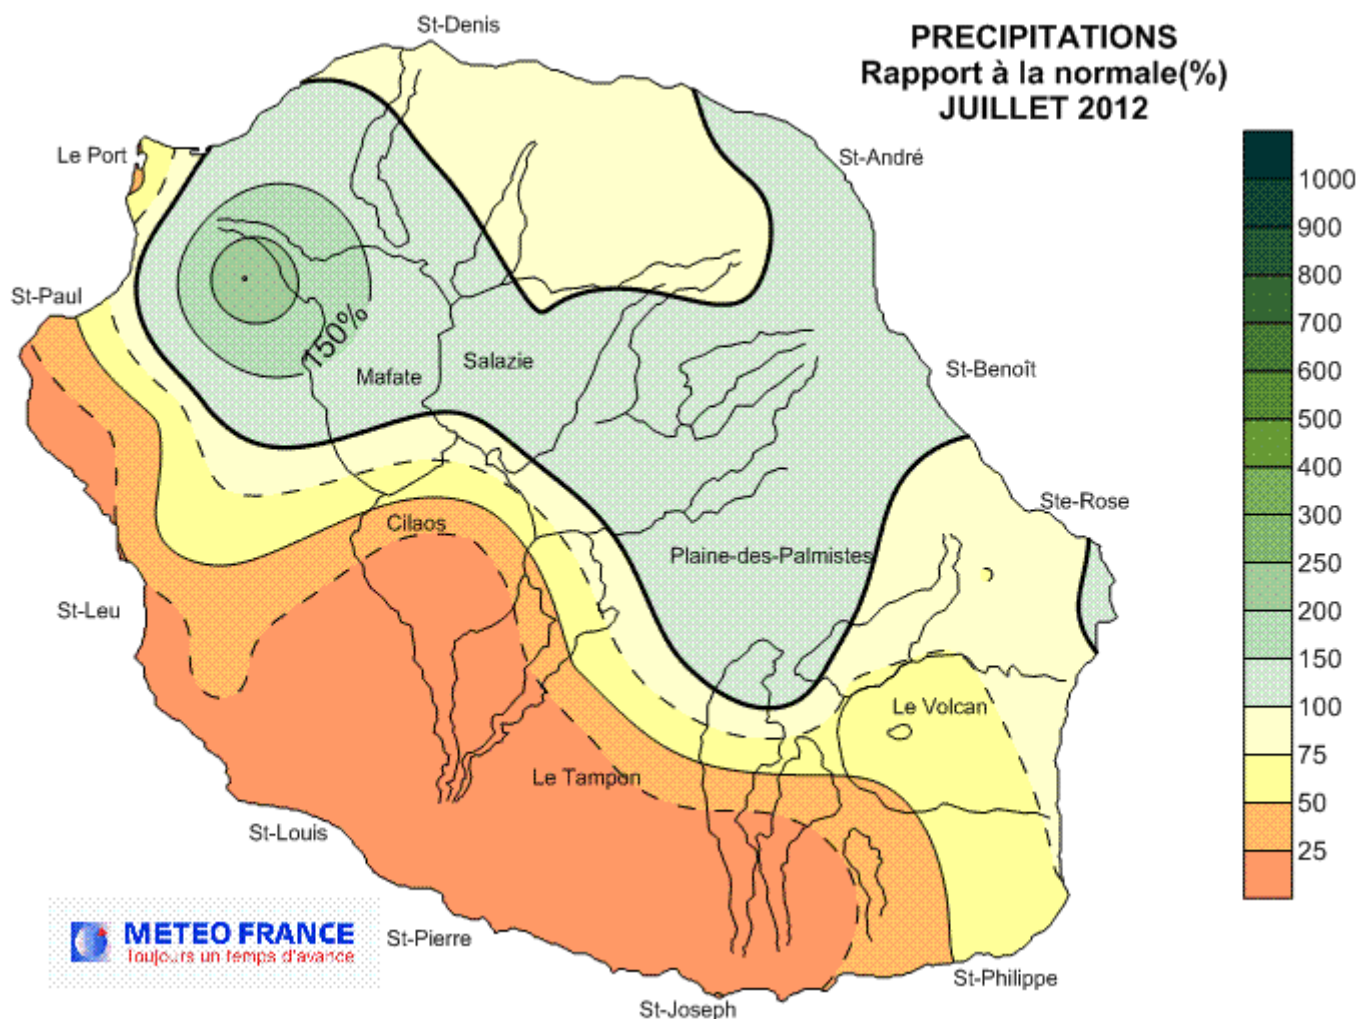 PRECIPITATIONS
Rapport à la normale(%)
JUILLET 2012
St-Denis
Le Port
St-André
St-Paul
150%
Mafate
Salazie
St-Benoît
Ste-Rose
Cilaos
Plaine-des-Palmistes
St-Leu
Le Volcan
Le Tampon
St-Louis
St-Pierre
St-Philippe
St-Joseph
1000
900
800
700
600
500
400
300
250
200
150
100
75
50
25
METEO FRANCE
Toujours un temps d'avance